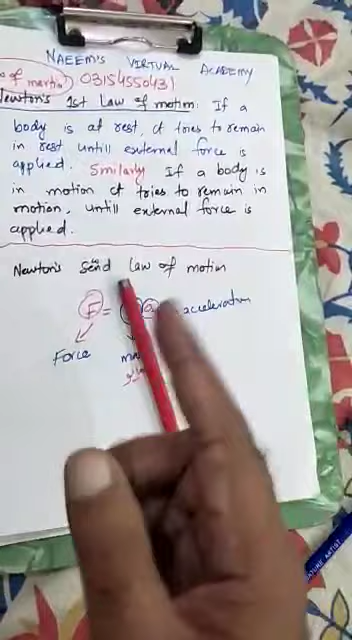 NAEEM's VIRTUAL ACADEMY
of 03154550431
Newton's 1st Law of motion: If a
body is at rest, it tries to remain
in rest untill external force is
applied. Similarly If a body is
in motion it tries to remain in
motion, untill external force is
applied.
Newton's law of motion
F = a acceleration
Force